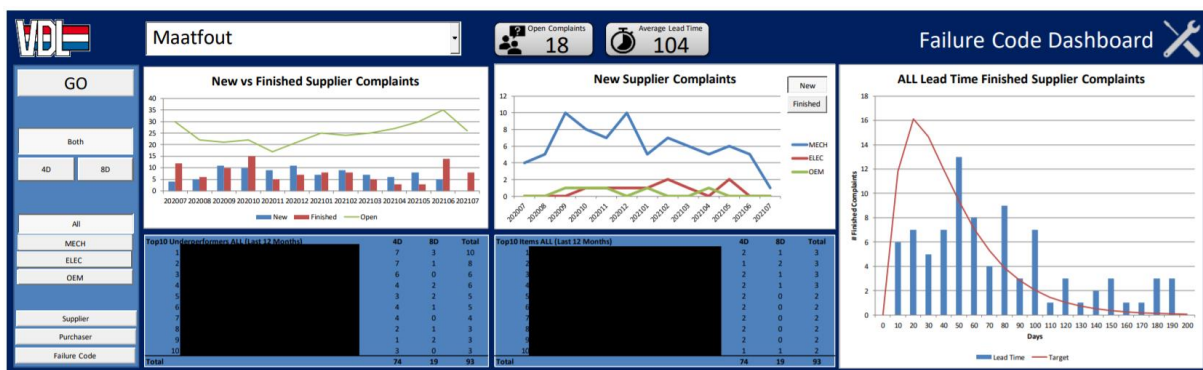 VDL
Maatfout
Open Complaints
18
Average Lead Time
104
Failure Code Dashboard
GO
Both
4D 8D
All
MECH
ELEC
OEM
Supplier
Purchaser
Failure Code
New vs Finished Supplier Complaints
40
35
30
25
20
15
10
5
0
202007 202008 202009 202010 202011 202012 202101 202102 202103 202104 202105 202106 202107
New Finished Open
New Supplier Complaints
New
Finished
12
10
8
6
4
2
0
202007 202008 202009 202010 202011 202012 202101 202102 202103 202104 202105 202106 202107
MECH
ELEC
OEM
ALL Lead Time Finished Supplier Complaints
#Finished Complaints
18
16
14
12
10
8
6
4
2
0
0 10 20 30 40 50 60 70 80 90 100 110 120 130 140 150 160 170 180 190 200
Days
Lead Time Target
Top10 Underperformers ALL (Last 12 Months) 4D 8D Total
1 7 3 10
2 7 1 8
3 6 0 6
4 4 2 6
5 3 2 5
6 4 1 5
7 4 0 4
8 2 1 3
9 1 2 3
10 3 0 3
Total 74 19 93
Top10 Items ALL (Last 12 Months) 4D 8D Total
1 2 1 3
2 1 2 3
3 2 1 3
4 2 1 3
5 2 0 2
6 2 0 2
7 2 0 2
8 2 0 2
9 2 0 2
10 1 1 2
Total 74 19 93